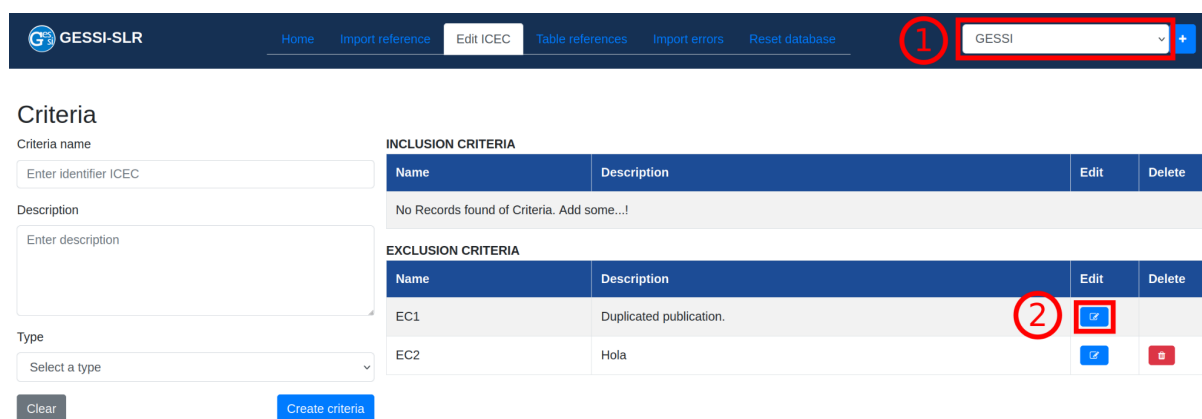 GESSI GESSI-SLR
Home Import reference Edit ICEC Table references Import errors Reset database
1
GESSI
+
Criteria
Criteria name
Enter identifier ICEC
Description
Enter description
Type
Select a type
Clear Create criteria
INCLUSION CRITERIA
Name Description Edit Delete
No Records found of Criteria. Add some...!
EXCLUSION CRITERIA
Name Description Edit Delete
EC1 Duplicated publication. 2
EC2 Hola